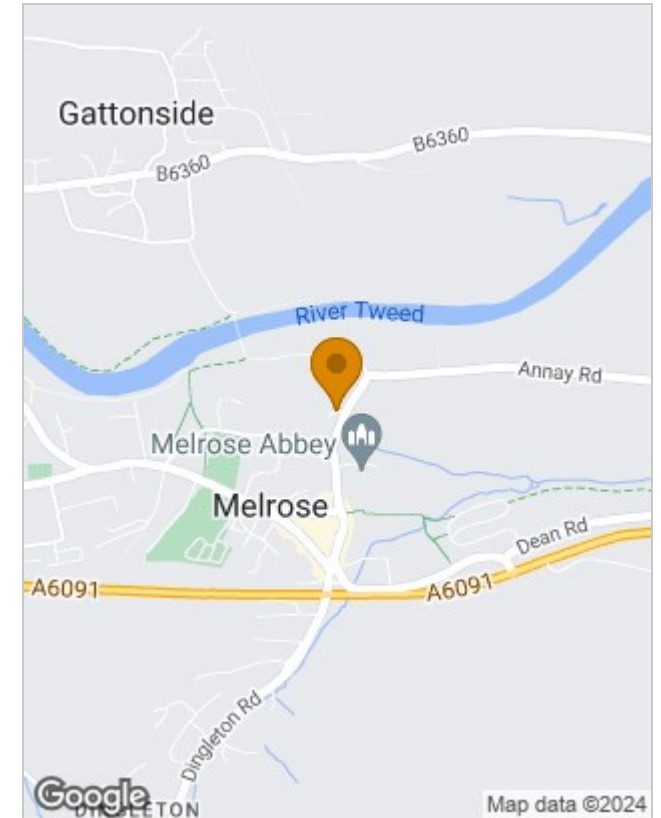 Gattonside
B6360
B6360
River Tweed
Annay Rd
Melrose Abbey
Melrose
Dean Rd
A6091
A6091
Dingleton Rd
DINGLETON
Google
Map data ©2024